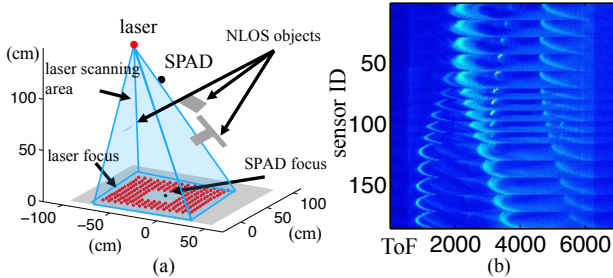 laser
(cm)
SPAD
NLOS objects
laser scanning
area
150
100
50
0
laser focus
SPAD focus
−100
−50
0
50
(cm)
0
50
100
(cm)
(a)
sensor ID
50
100
150
ToF
2000
4000
6000
(b)